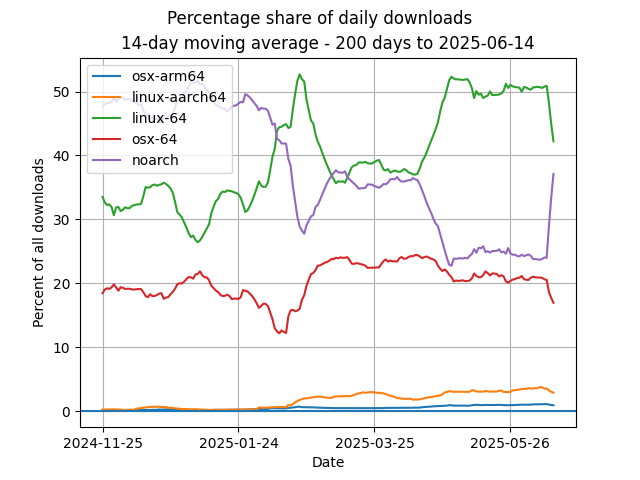 Percentage share of daily downloads
14-day moving average - 200 days to 2025-06-14
osx-arm64
linux-aarch64
linux-64
osx-64
noarch
Percent of all downloads
50
40
30
20
10
0
2024-11-25
2025-01-24
2025-03-25
2025-05-26
Date